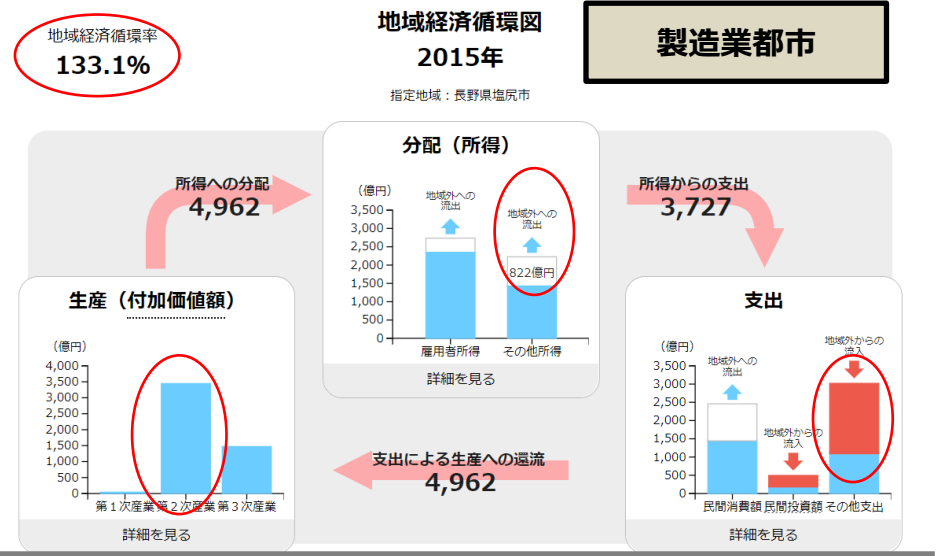 地域経済循環率
133.1%
地域経済循環図
2015年
指定地域：長野県塩尻市
製造業都市
分配（所得）
（億円）
地域外への
流出
地域外への
流出
3,500
3,000
2,500
2,000
1,500
1,000
500
0
822億円
雇用者所得
その他所得
詳細を見る
所得への分配
4,962
所得からの支出
3,727
生産（付加価値額）
（億円）
4,000
3,500
3,000
2,500
2,000
1,500
1,000
500
0
第１次産業
第２次産業
第３次産業
詳細を見る
支出による生産への還流
4,962
支出
（億円）
地域外への
流出
地域外からの
流入
地域外からの
流入
3,500
3,000
2,500
2,000
1,500
1,000
500
0
民間消費額
民間投資額
その他支出
詳細を見る